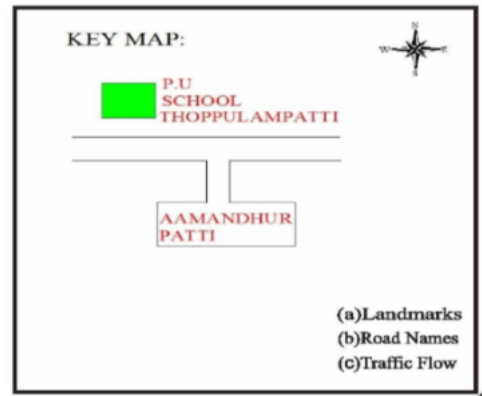 KEY MAP:
N
W E
S
P.U
SCHOOL
THOPPULAMPATTI
AAMANDHUR
PATTI
(a)Landmarks
(b)Road Names
(c)Traffic Flow